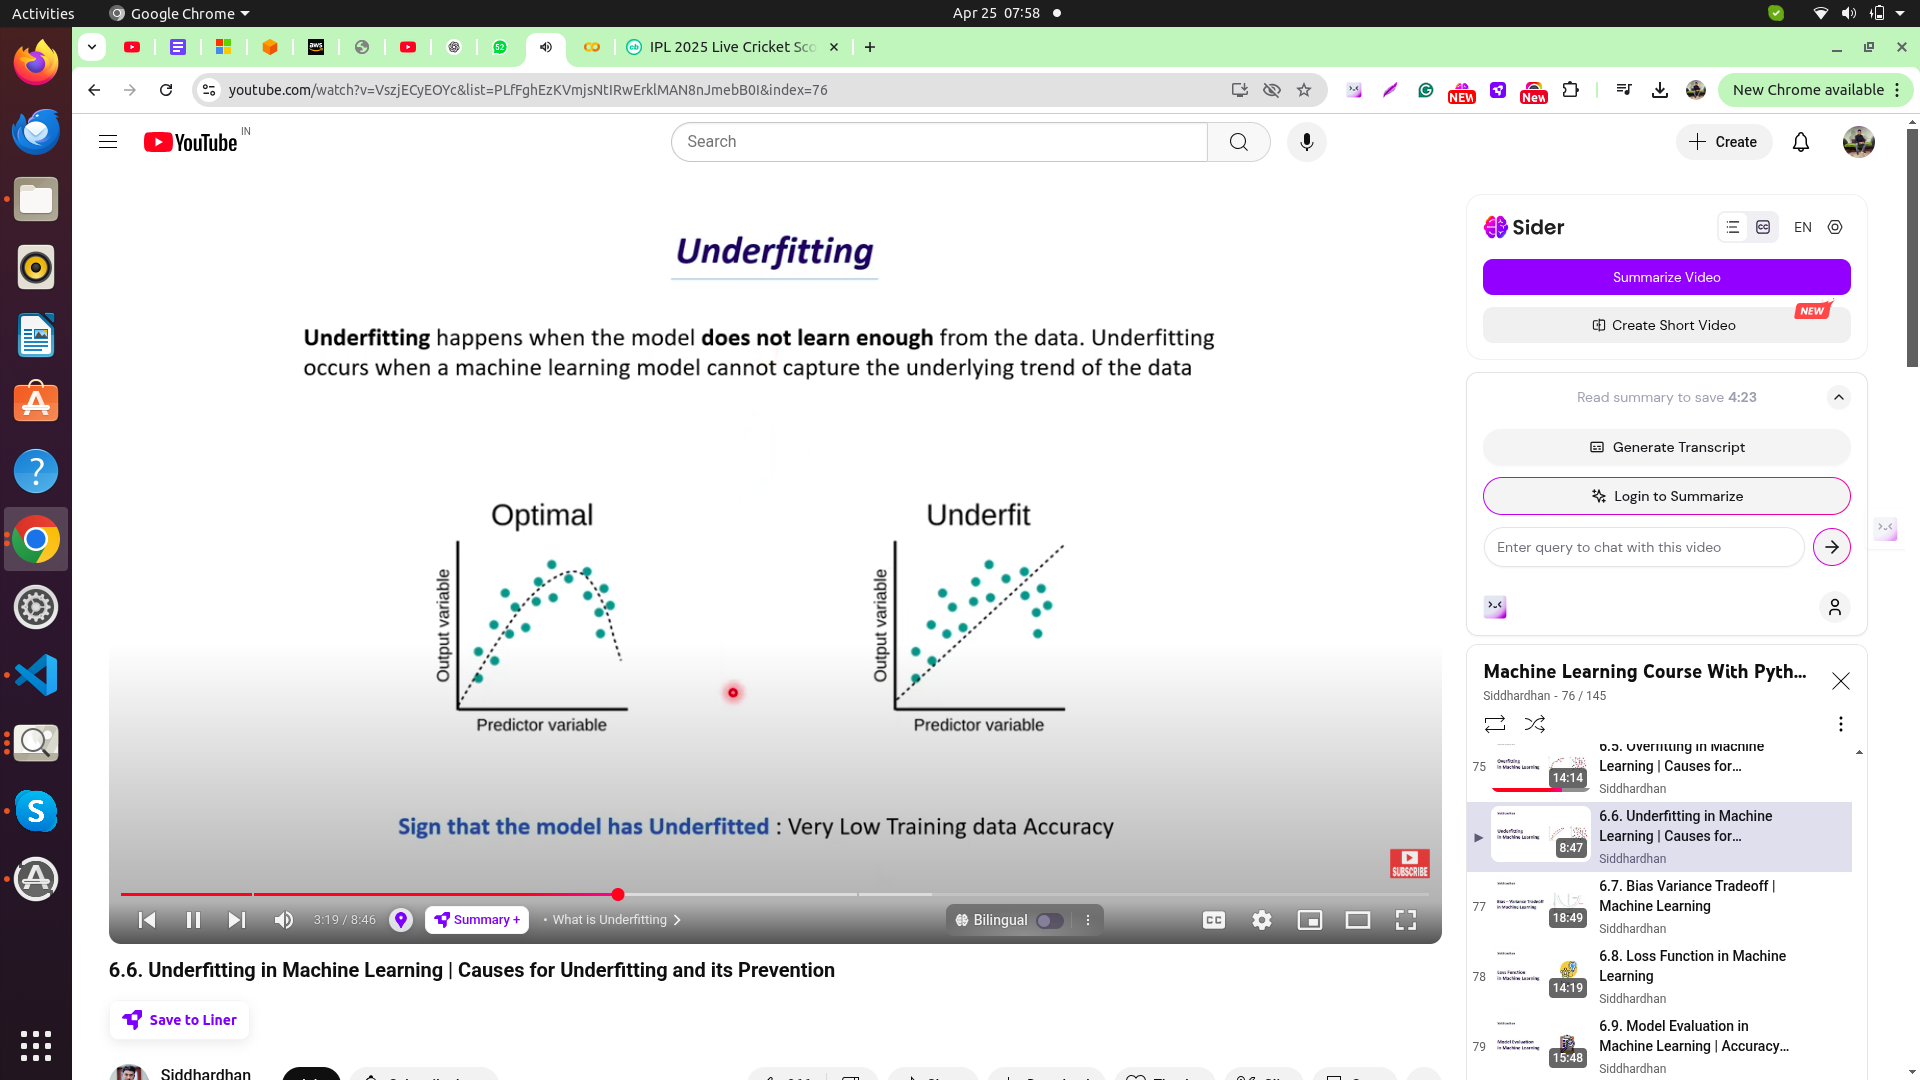 Activities
Google Chrome
Apr 25 07:58
aws
52
IPL 2025 Live Cricket Sco
youtube.com/watch?v=VszjECyEOYc&list=PLfFghEzKVmjsNtIRwErklMAN8nJmebB0I&index=76
NEW
New
New Chrome available
YouTube
IN
Search
Create
Underfitting
Underfitting happens when the model does not learn enough from the data. Underfitting
occurs when a machine learning model cannot capture the underlying trend of the data
Optimal
Output variable
Predictor variable
Underfit
Output variable
Predictor variable
Sign that the model has Underfitted : Very Low Training data Accuracy
SUBSCRIBE
3:19 / 8:46
Summary +
• What is Underfitting
Bilingual
CC
6.6. Underfitting in Machine Learning | Causes for Underfitting and its Prevention
Save to Liner
Siddhardhan
Sider
EN
Summarize Video
NEW
Create Short Video
Read summary to save 4:23
Generate Transcript
Login to Summarize
Enter query to chat with this video
Machine Learning Course With Pyth...
Siddhardhan - 76 / 145
75
14:14
6.5. Overfitting in Machine
Learning | Causes for...
Siddhardhan
8:47
6.6. Underfitting in Machine
Learning | Causes for...
Siddhardhan
77
18:49
6.7. Bias Variance Tradeoff |
Machine Learning
Siddhardhan
78
14:19
6.8. Loss Function in Machine
Learning
Siddhardhan
79
15:48
6.9. Model Evaluation in
Machine Learning | Accuracy...
Siddhardhan